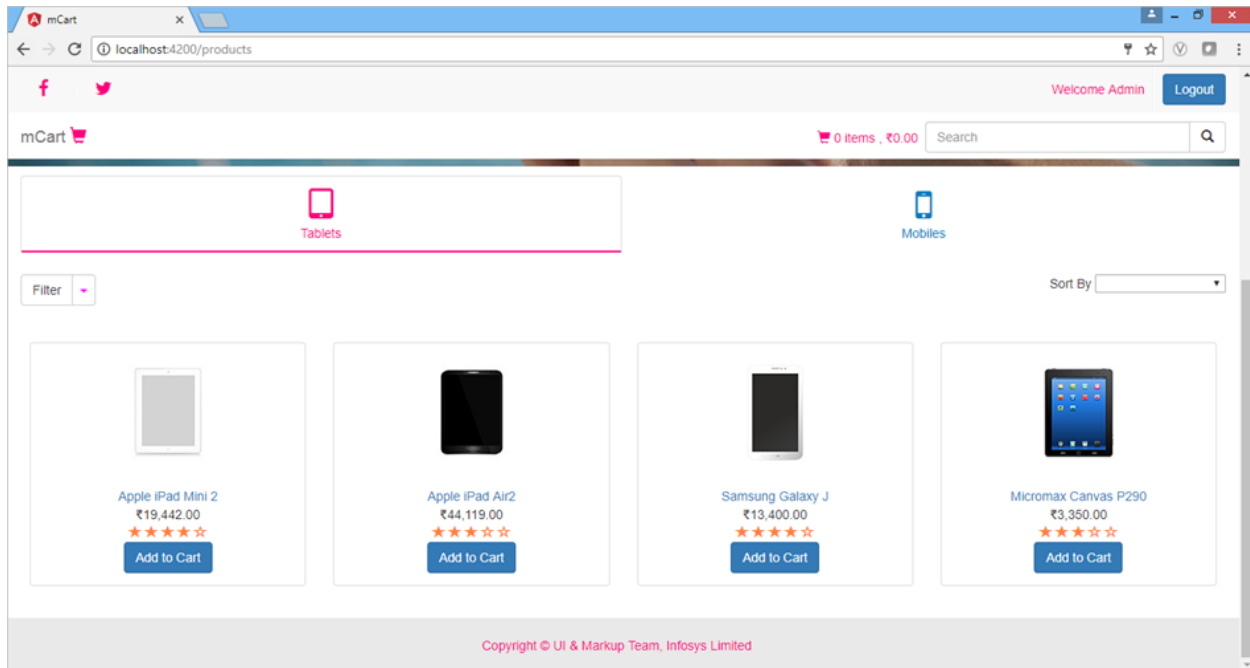 mCart
localhost:4200/products
Welcome Admin
Logout
mCart
0 items , ₹0.00
Search
Tablets
Mobiles
Filter
Sort By
Apple iPad Mini 2
₹19,442.00
Add to Cart
Apple iPad Air2
₹44,119.00
Add to Cart
Samsung Galaxy J
₹13,400.00
Add to Cart
Micromax Canvas P290
₹3,350.00
Add to Cart
Copyright © UI & Markup Team, Infosys Limited